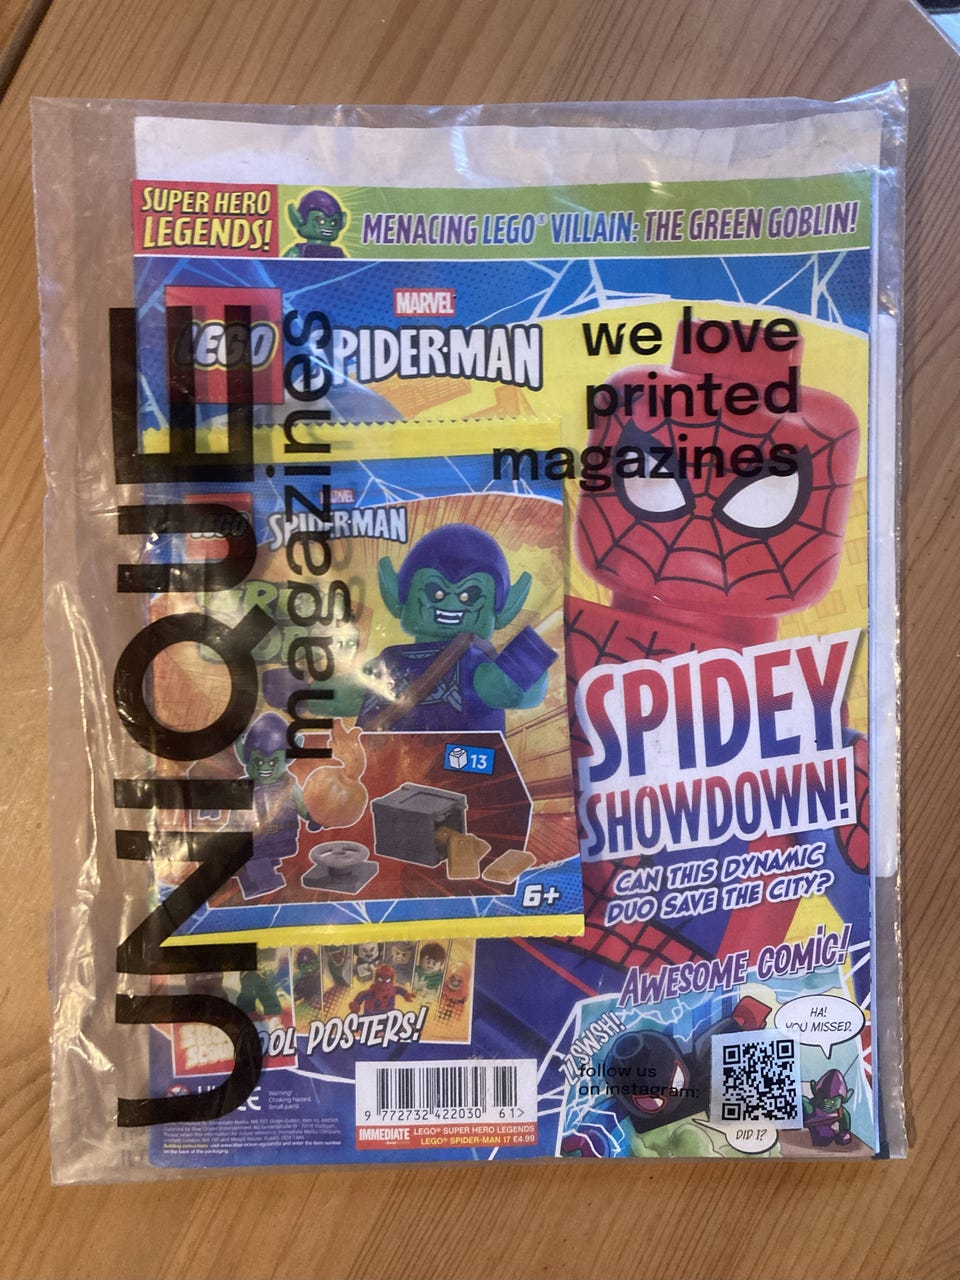 SUPER HERO
LEGENDS!
MENACING LEGO® VILLAIN: THE GREEN GOBLIN!
MARVEL
LEGO
SPIDER-MAN
we love
printed
magazines
UNIQUE
magazines
MARVEL
LEGO
SPIDER-MAN
13
6+
SPIDEY
SHOWDOWN!
CAN THIS DYNAMIC
DUO SAVE THE CITY?
AWESOME COMIC!
HA!
YOU MISSED.
ZZSWSH!
follow us
on instagram:
DID I?
POSTERS!
Warning!
Choking hazard.
Small parts.
9 772732 422030 61>
IMMEDIATE
LEGO® SUPER HERO LEGENDS
LEGO® SPIDER-MAN 17 £4.99